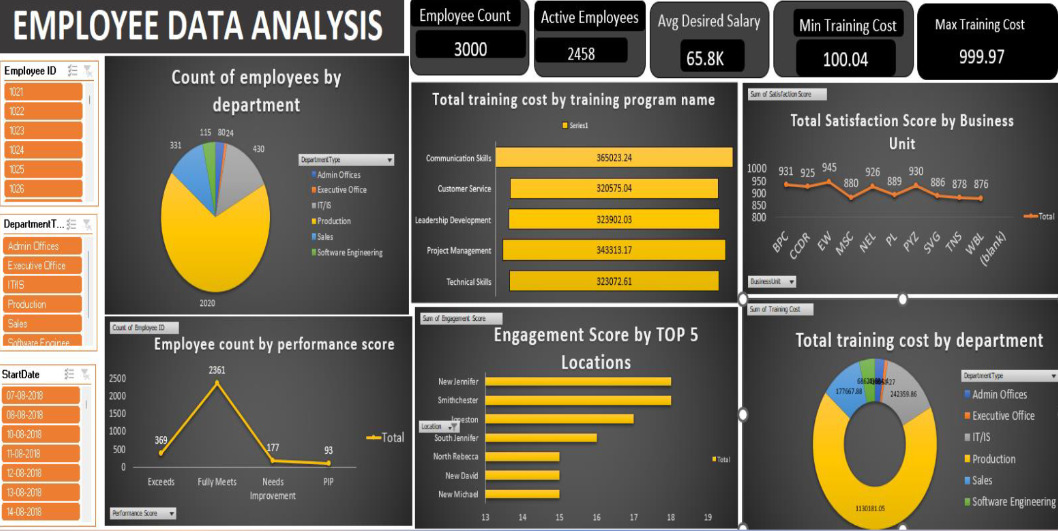 EMPLOYEE DATA ANALYSIS
Employee Count
3000
Active Employees
2458
Avg Desired Salary
65.8K
Min Training Cost
100.04
Max Training Cost
999.97
Employee ID
1021
1022
1023
1024
1025
1026
DepartmentT...
Admin Offices
Executive Office
IT/IS
Production
Sales
Software Enginee
StartDate
07-08-2018
08-08-2018
10-08-2018
11-08-2018
12-08-2018
13-08-2018
14-08-2018
Count of employees by
department
115
80
24
331
430
2020
DepartmentType
Admin Offices
Executive Office
IT/IS
Production
Sales
Software Engineering
Total training cost by training program name
Series1
Communication Skills
365023.24
Customer Service
320575.04
Leadership Development
323902.03
Project Management
343313.17
Technical Skills
323072.61
Sum of Satisfaction Score
Total Satisfaction Score by Business
Unit
1000
950
900
850
800
931
925
945
880
926
889
930
886
878
876
Total
BPC
CCDR
EW
MSC
NEL
PL
PYZ
SVG
TNS
WBL
(blank)
BusinessUnit
Count of Employee ID
Employee count by performance score
2500
2000
1500
1000
500
0
369
2361
177
93
Total
Exceeds
Fully Meets
Needs
Improvement
PIP
Performance Score
Sum of Engagement Score
Engagement Score by TOP 5
Locations
New Jennifer
Smithchester
Location
South Jennifer
North Rebecca
New David
New Michael
Total
13
14
15
16
17
18
19
Sum of Training Cost
Total training cost by department
177967.88
242359.86
1130181.05
DepartmentType
Admin Offices
Executive Office
IT/IS
Production
Sales
Software Engineering